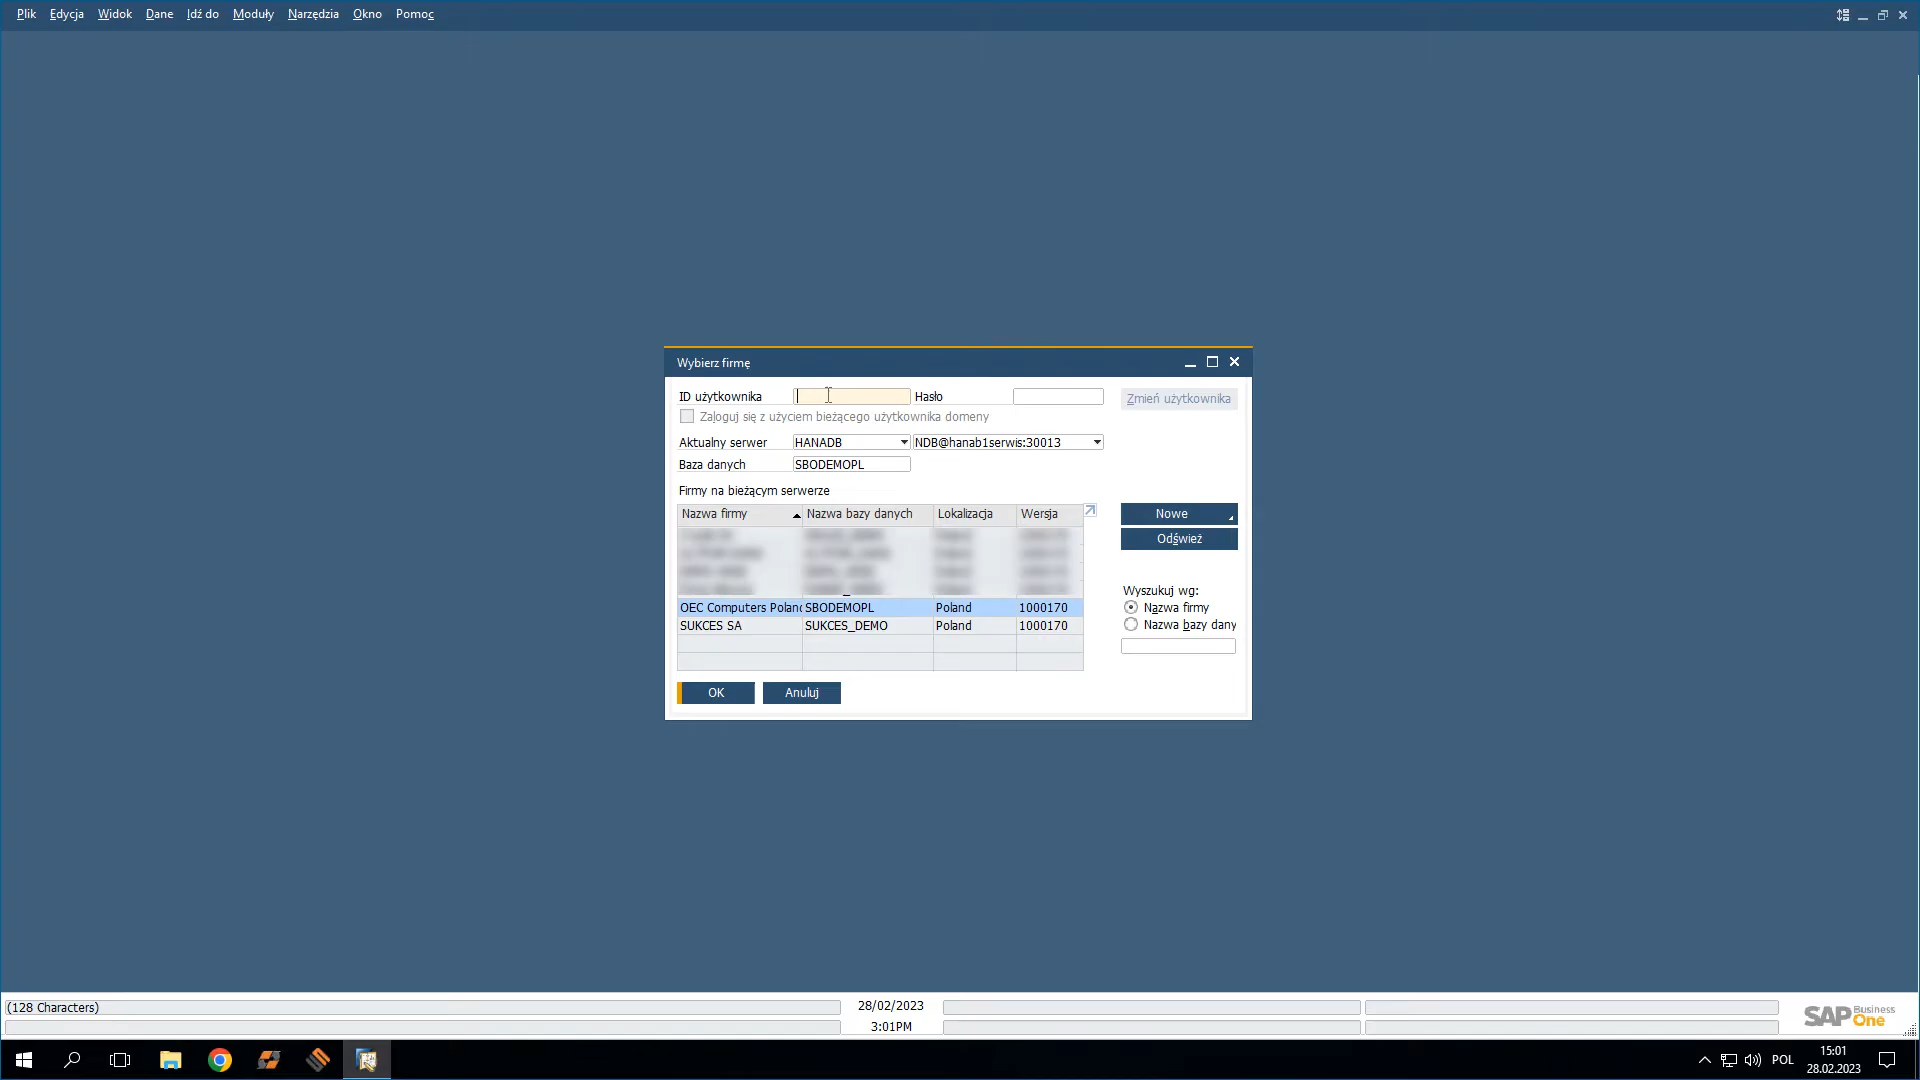 Plik Edycja Widok Dane Idź do Moduły Narzędzia Okno Pomoc
Wybierz firmę
ID użytkownika Hasło Zmień użytkownika
Zaloguj się z użyciem bieżącego użytkownika domeny
Aktualny serwer HANADB NDB@hanab1serwis:30013
Baza danych SBODEMOPL
Firmy na bieżącym serwerze
Nazwa firmy Nazwa bazy danych Lokalizacja Wersja
Nowe
Odśwież
Wyszukuj wg:
OEC Computers Polanc SBODEMOPL Poland 1000170
Nazwa firmy
SUKCES SA SUKCES_DEMO Poland 1000170
Nazwa bazy dany
OK Anuluj
(128 Characters) 28/02/2023
3:01PM
SAP Business One
POL 15:01
28.02.2023